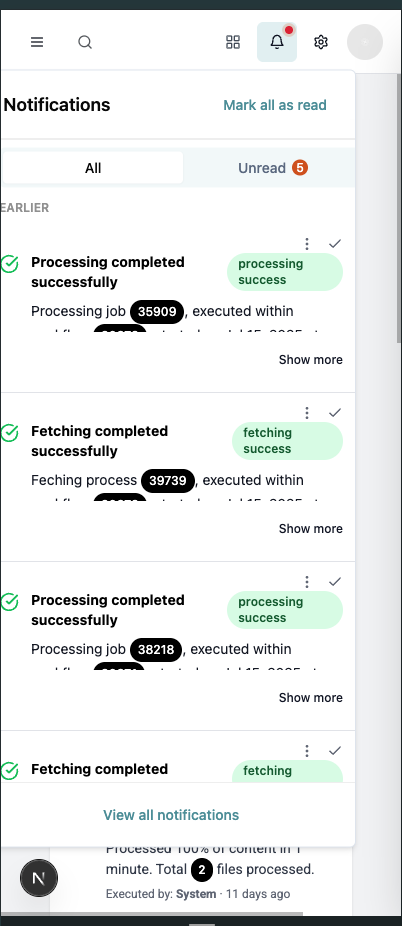 Notifications
Mark all as read
All
Unread 5
EARLIER
Processing completed
successfully
processing
success
Processing job 35909, executed within
Show more
Fetching completed
successfully
fetching
success
Feching process 39739, executed within
Show more
Processing completed
successfully
processing
success
Processing job 38218, executed within
Show more
Fetching completed
fetching
View all notifications
Processed 100% of content in 1
minute. Total 2 files processed.
Executed by: System · 11 days ago
N